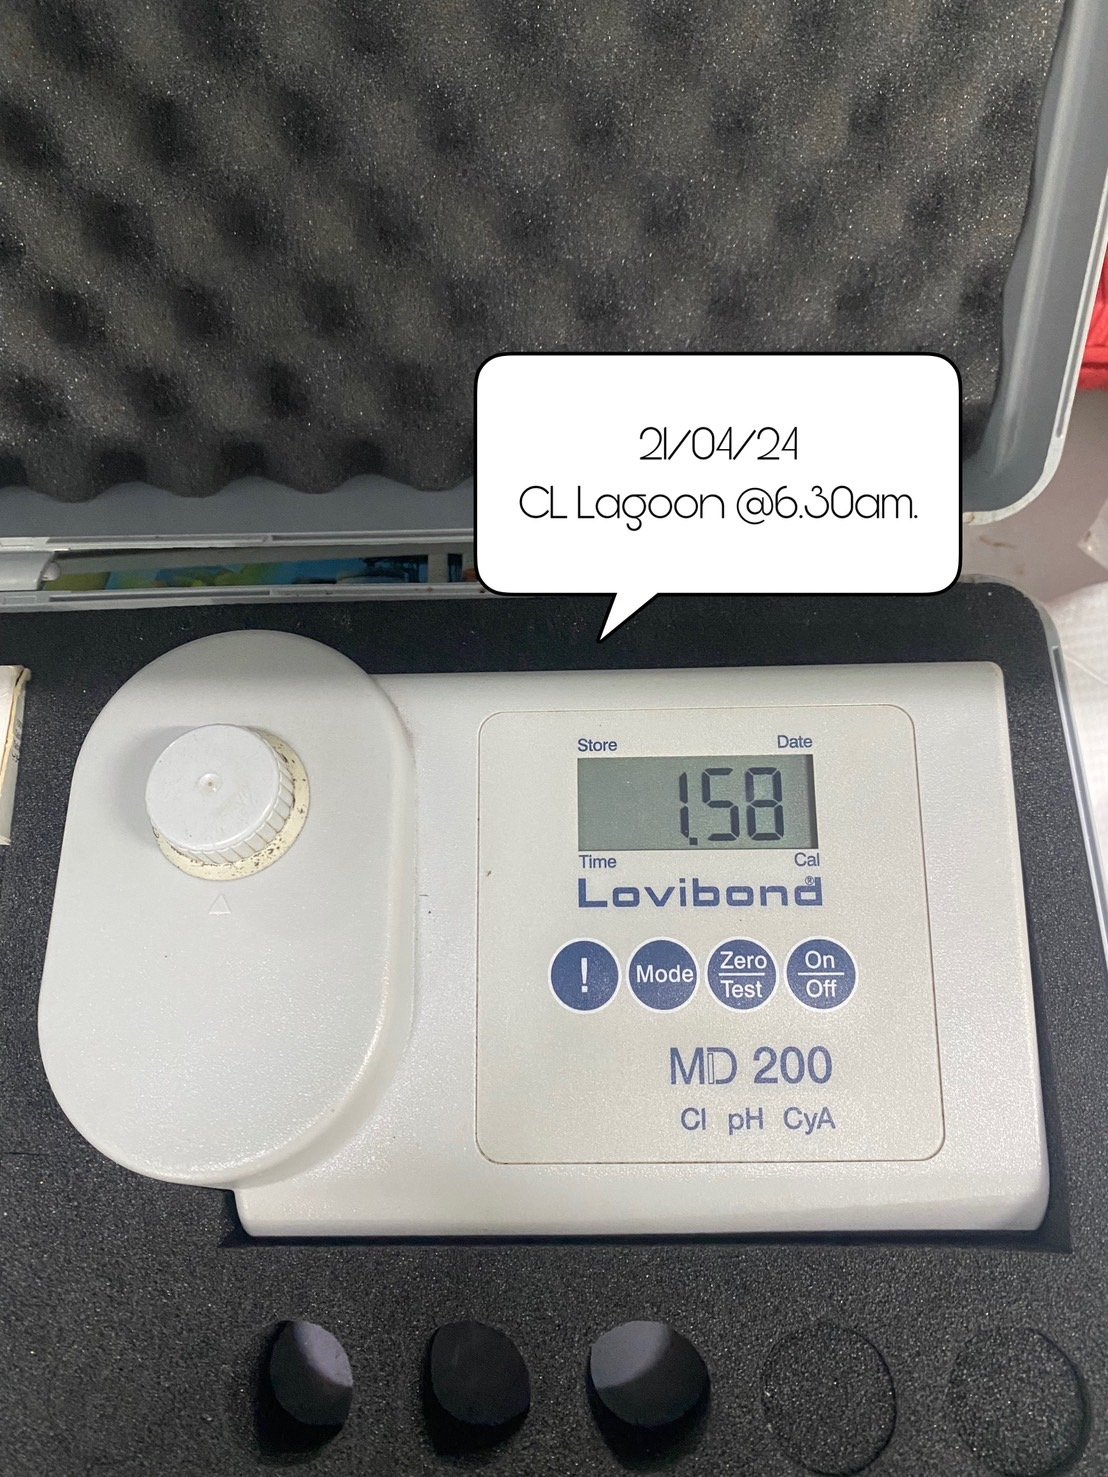 21/04/24
CL Lagoon @6.30am.
Store Date
1.58
Time Cal
Lovibond®
! Mode Zero Test On Off
MD 200
Cl pH CyA